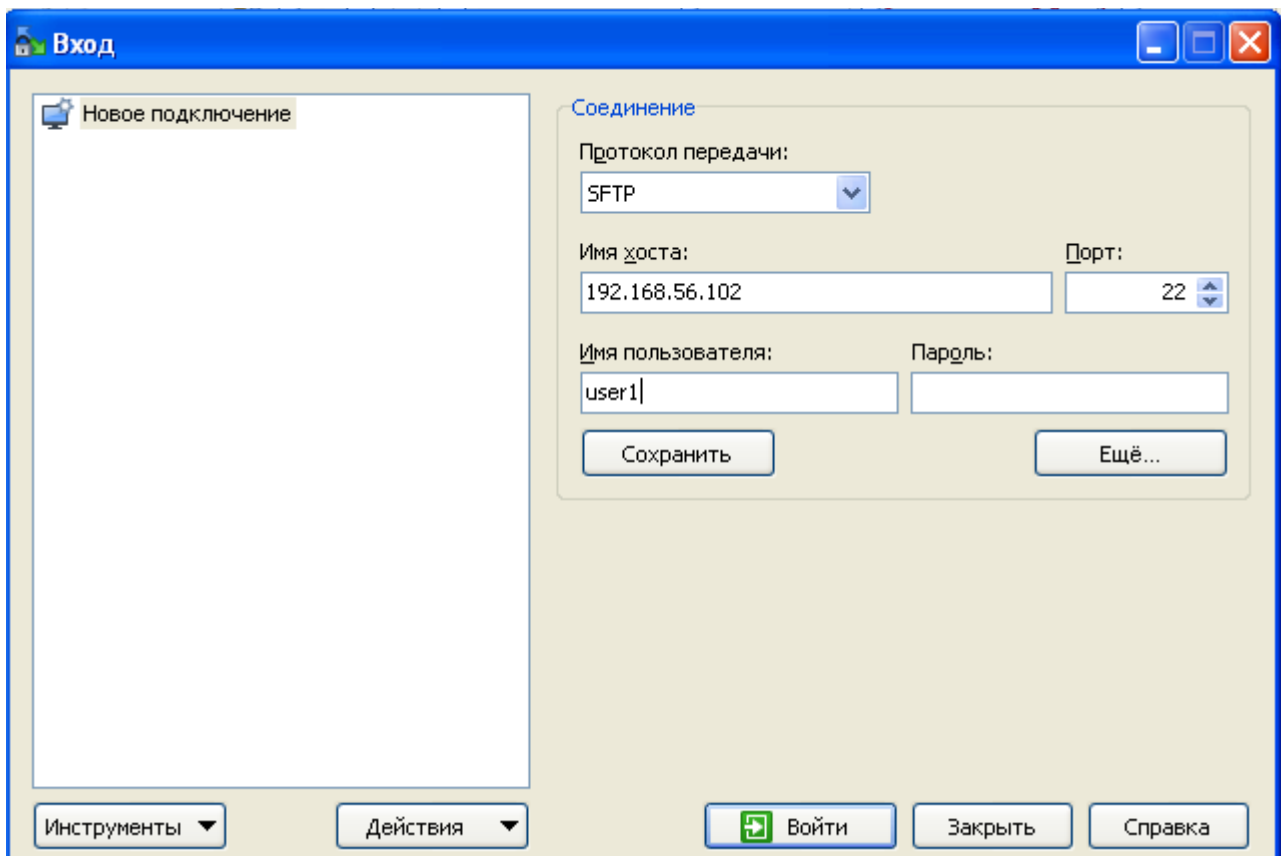 Вход
Новое подключение
Соединение
Протокол передачи:
SFTP
Имя хоста:
Порт:
192.168.56.102
22
Имя пользователя:
Пароль:
user1
Сохранить
Ещё...
Инструменты
Действия
Войти
Закрыть
Справка